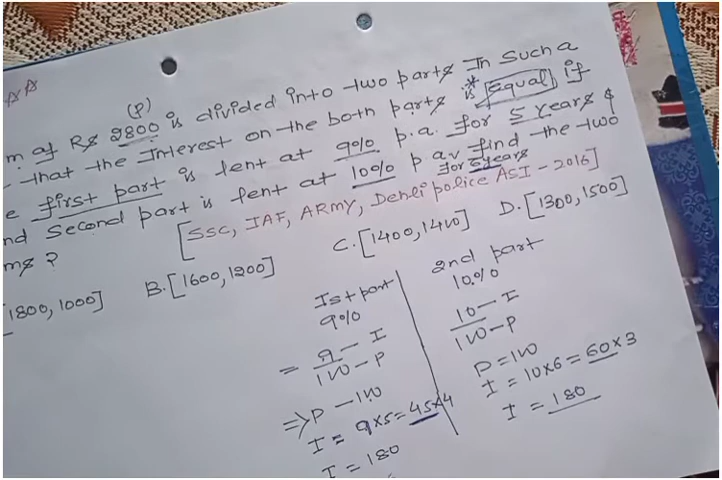 (P)
m of Rs 2800 is divided into two parts In such a
that the Interest on the both parts is * equal if
e first part is lent at 9% p.a. for 5 years &
nd Second part is lent at 10% p a, for 6 years find the two
ms ?
[SSC, IAF, ARmy, Dehli police ASI - 2016]
[1800, 1000] B. [1600, 1200] C. [1400, 1400] D. [1300, 1500]
Ist part
9%
= 9 - I
100 - P
=> P - 100
I = 9x5 = 45x4
I = 180
2nd part
10%
10 - I
100 - P
P = 100
I = 10x6 = 60x3
I = 180